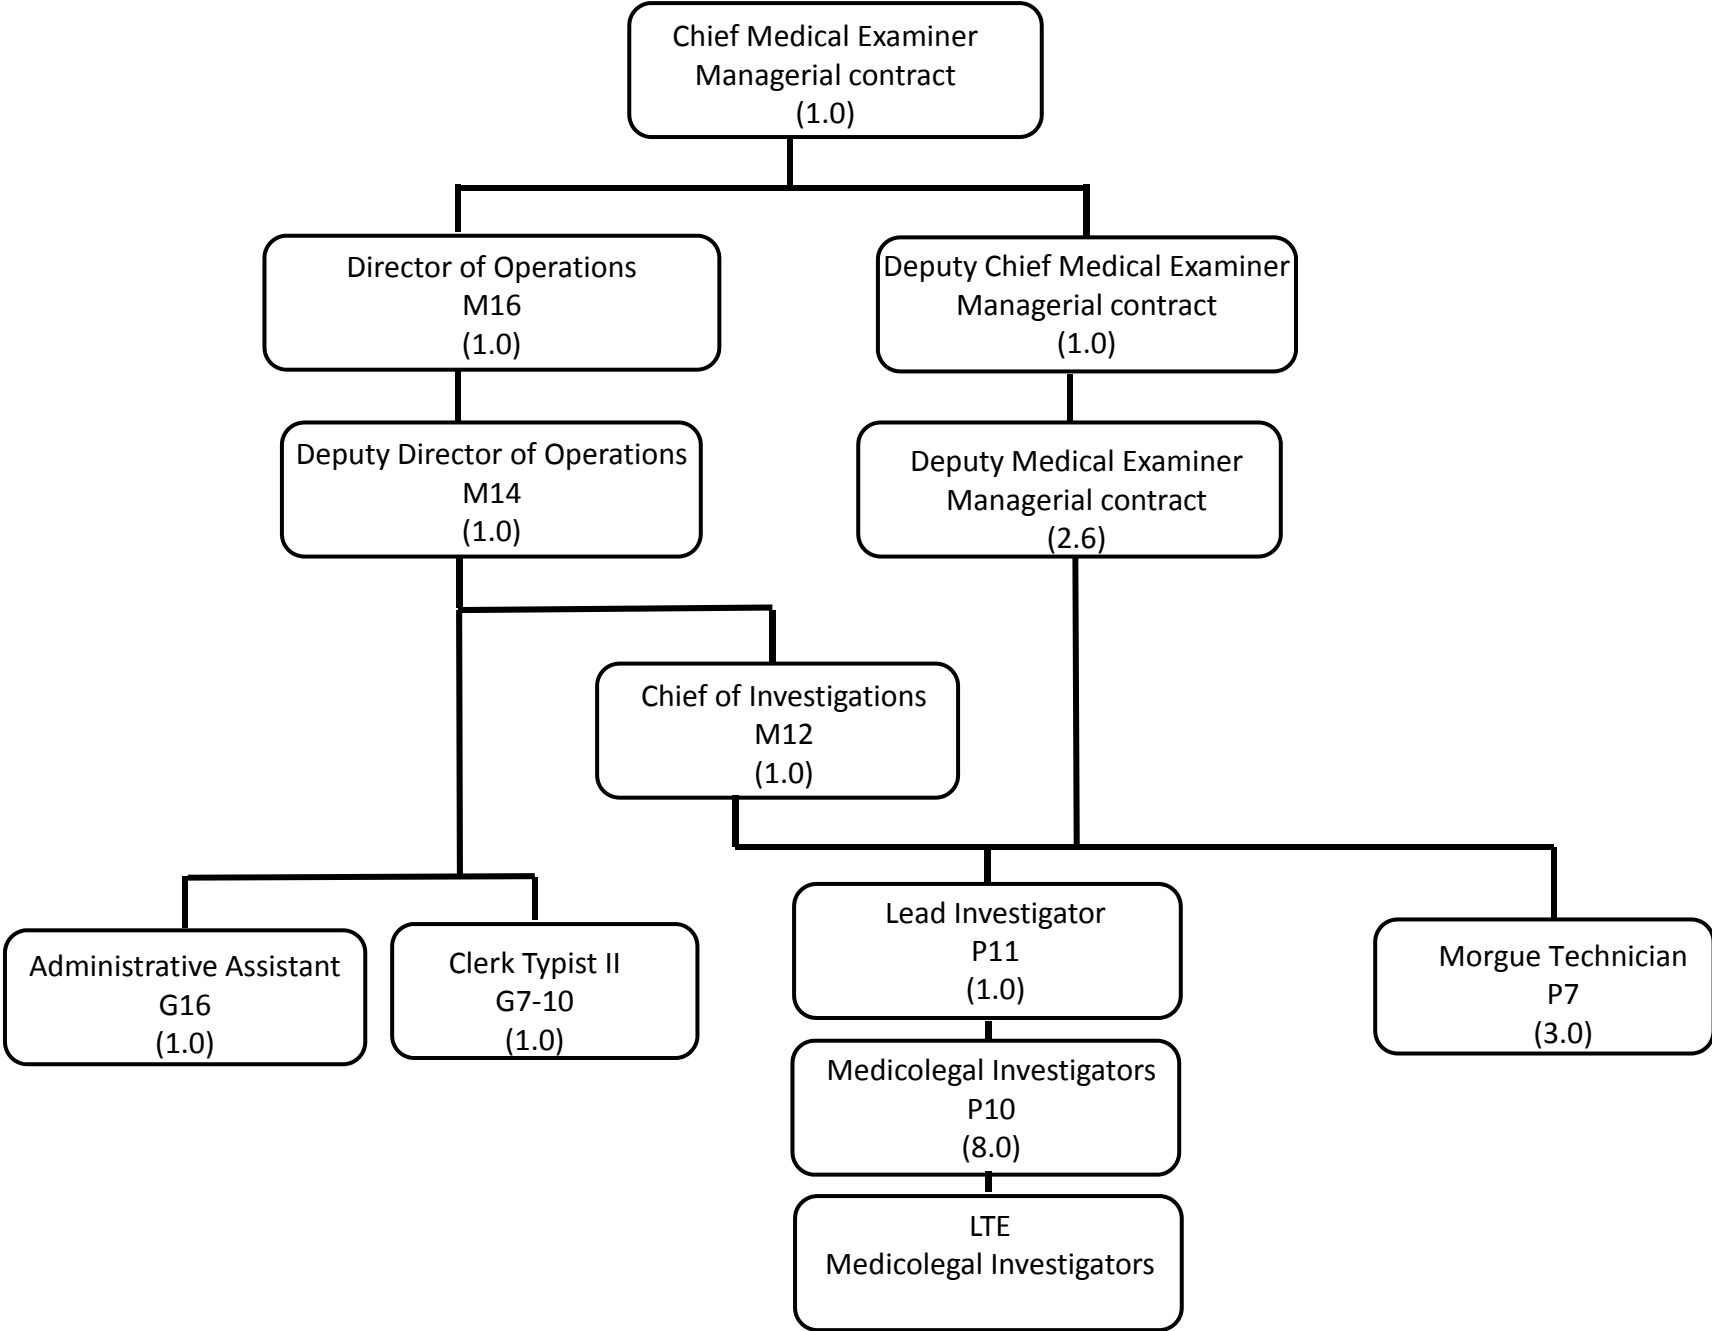 Chief Medical Examiner
Managerial contract
(1.0)
Director of Operations
M16
(1.0)
Deputy Chief Medical Examiner
Managerial contract
(1.0)
Deputy Director of Operations
M14
(1.0)
Deputy Medical Examiner
Managerial contract
(2.6)
Chief of Investigations
M12
(1.0)
Administrative Assistant
G16
(1.0)
Clerk Typist II
G7-10
(1.0)
Lead Investigator
P11
(1.0)
Morgue Technician
P7
(3.0)
Medicolegal Investigators
P10
(8.0)
LTE
Medicolegal Investigators